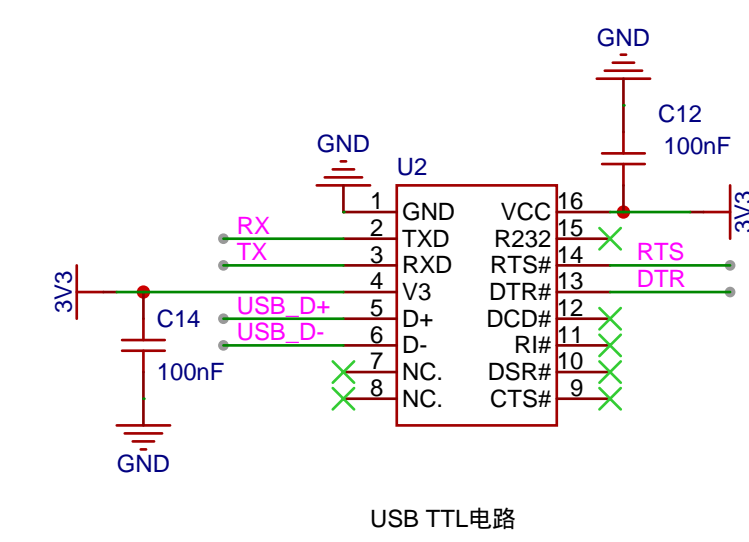 GND
C12
100nF
3V3
GND
U2
1 GND VCC 16
RX 2 TXD R232 15
TX 3 RXD RTS# 14 RTS
3V3 4 V3 DTR# 13 DTR
C14 USB_D+ 5 D+ DCD# 12
USB_D- 6 D- RI# 11
100nF 7 NC. DSR# 10
8 NC. CTS# 9
GND
USB TTL电路